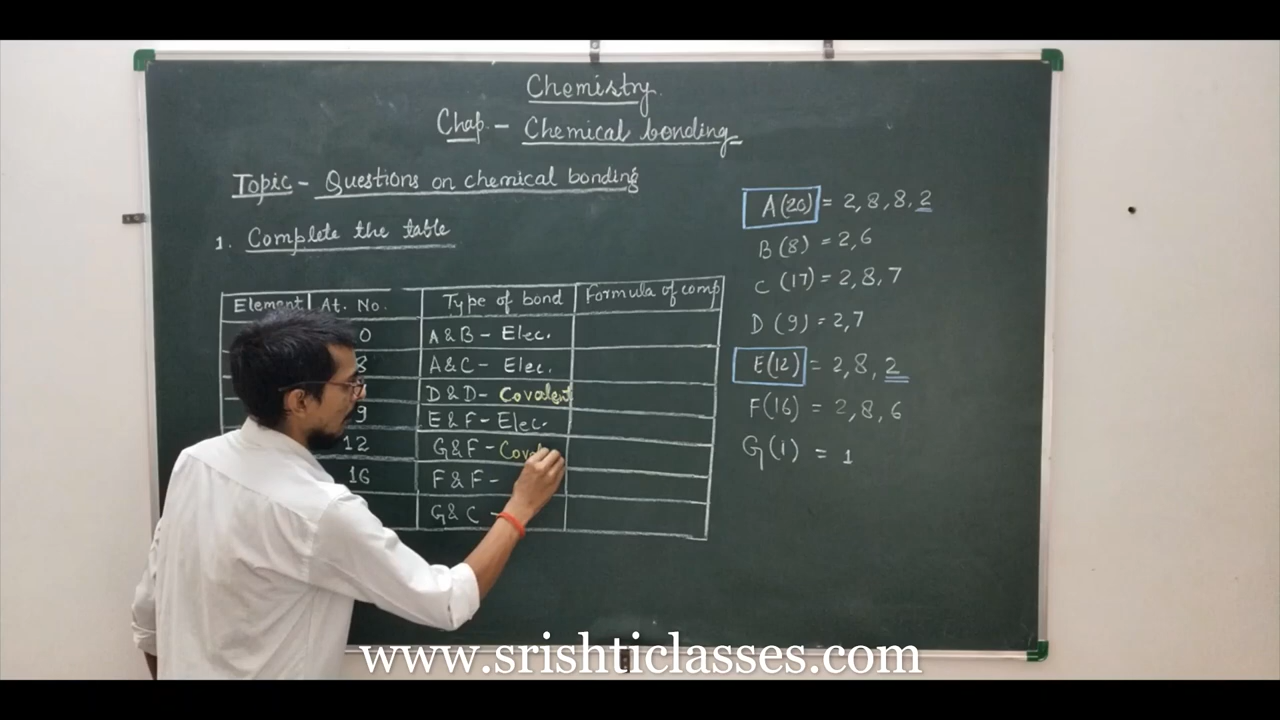 Chemistry
Chap. - Chemical bonding
Topic - Questions on chemical bonding
1. Complete the table
Element At. No. Type of bond Formula of comp
0 A & B - Elec.
8 A & C - Elec.
D & D - Covalent
9 E & F - Elec.
12 G & F -
16 F & F -
G & C -
A(20) = 2, 8, 8, 2
B(8) = 2, 6
C (17) = 2, 8, 7
D (9) = 2, 7
E(12) = 2, 8, 2
F(16) = 2, 8, 6
G(1) = 1
www.srishticlasses.com